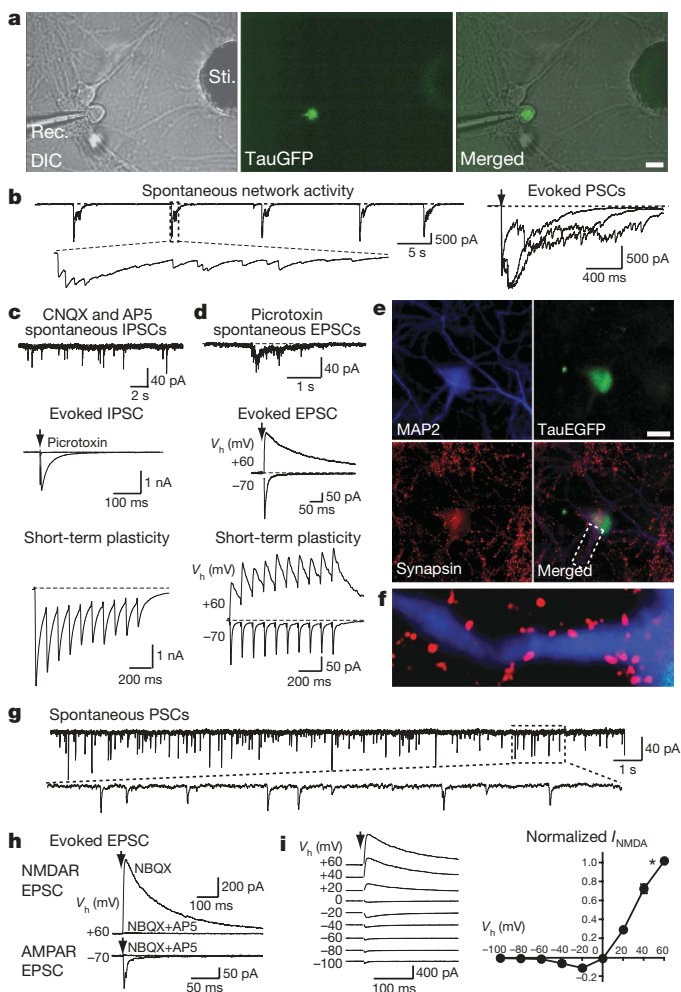 a
Sti.
Rec.
DIC
TauGFP
Merged
b
Spontaneous network activity
5 s
500 pA
Evoked PSCs
400 ms
500 pA
c
CNQX and AP5
spontaneous IPSCs
2 s
40 pA
Evoked IPSC
Picrotoxin
100 ms
1 nA
Short-term plasticity
200 ms
1 nA
d
Picrotoxin
spontaneous EPSCs
1 s
40 pA
Evoked EPSC
Vh (mV)
+60
−70
50 ms
50 pA
Short-term plasticity
Vh (mV)
+60
−70
200 ms
50 pA
e
MAP2
TauEGFP
Synapsin
Merged
f
g
Spontaneous PSCs
40 pA
1 s
h
Evoked EPSC
NMDAR
EPSC
NBQX
200 pA
100 ms
Vh (mV)
+60
NBQX+AP5
AMPAR
EPSC
−70
NBQX+AP5
50 ms
50 pA
i
Vh (mV)
+60
+40
+20
0
−20
−40
−60
−80
−100
400 pA
100 ms
Normalized INMDA
1.0
*
0.8
0.6
0.4
0.2
−0.2
Vh (mV)
−100 −80 −60 −40 −20 0 20 40 60